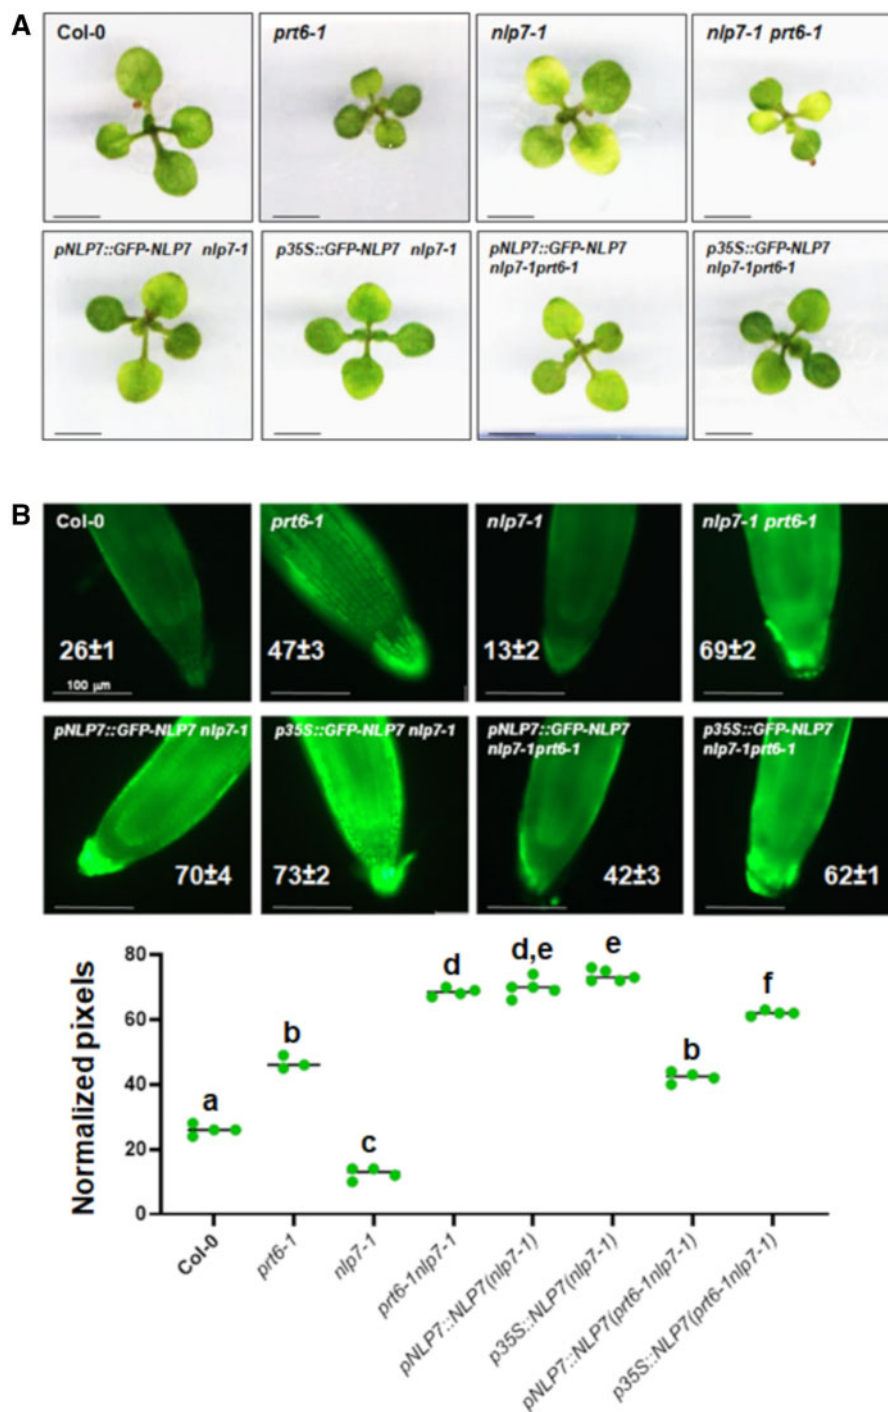 A
Col-0
prt6-1
nlp7-1
nlp7-1 prt6-1
pNLP7::GFP-NLP7 nlp7-1
p35S::GFP-NLP7 nlp7-1
pNLP7::GFP-NLP7
nlp7-1prt6-1
p35S::GFP-NLP7
nlp7-1prt6-1
B
Col-0
26±1
100 µm
prt6-1
47±3
nlp7-1
13±2
nlp7-1 prt6-1
69±2
pNLP7::GFP-NLP7 nlp7-1
70±4
p35S::GFP-NLP7 nlp7-1
73±2
pNLP7::GFP-NLP7
nlp7-1prt6-1
42±3
p35S::GFP-NLP7
nlp7-1prt6-1
62±1
Normalized pixels
80
60
40
20
0
a
b
c
d
d,e
e
b
f
Col-0
prt6-1
nlp7-1
prt6-1nlp7-1
pNLP7::NLP7(nlp7-1)
p35S::NLP7(nlp7-1)
pNLP7::NLP7(prt6-1nlp7-1)
p35S::NLP7(prt6-1nlp7-1)